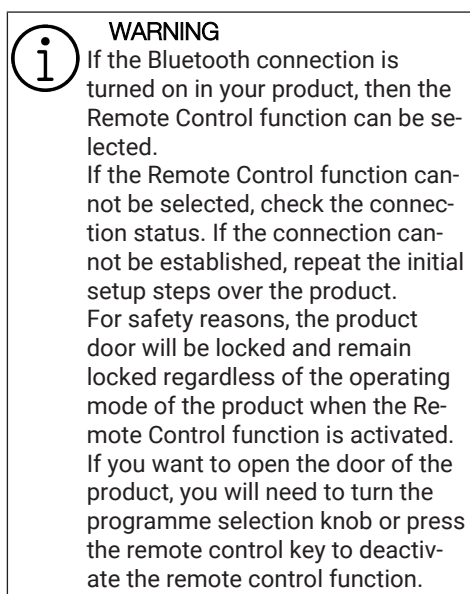 WARNING
If the Bluetooth connection is
turned on in your product, then the
Remote Control function can be se-
lected.
If the Remote Control function can-
not be selected, check the connec-
tion status. If the connection can-
not be established, repeat the initial
setup steps over the product.
For safety reasons, the product
door will be locked and remain
locked regardless of the operating
mode of the product when the Re-
mote Control function is activated.
If you want to open the door of the
product, you will need to turn the
programme selection knob or press
the remote control key to deactiv-
ate the remote control function.